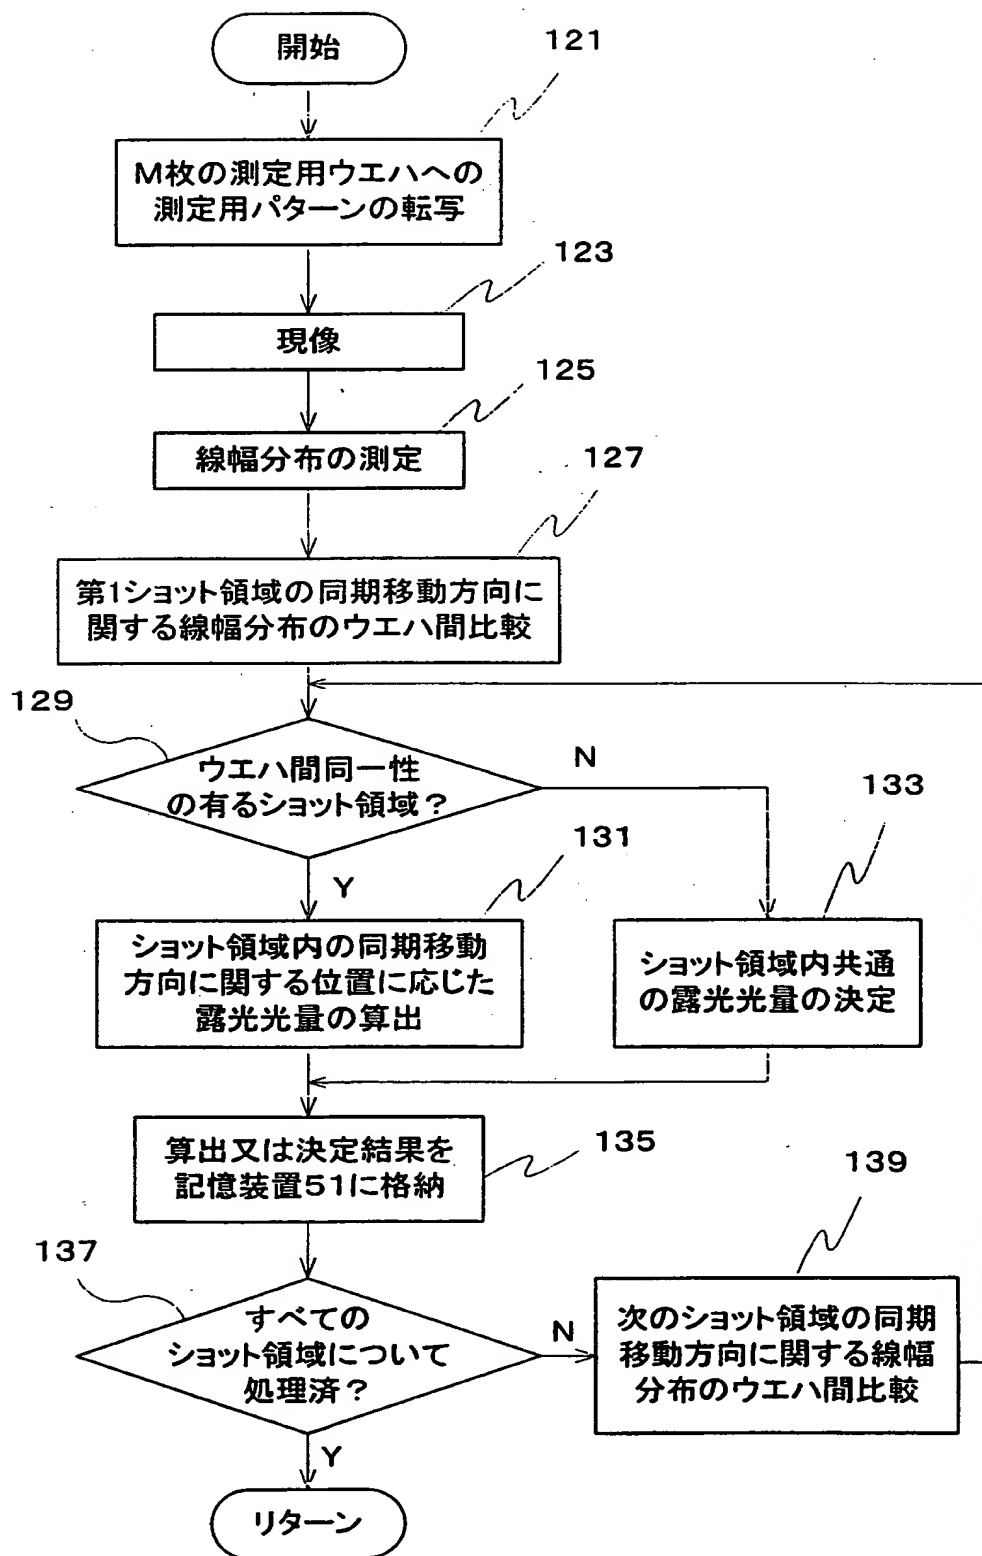 開始
121
M枚の測定用ウエハへの
測定用パターンの転写
123
現像
125
線幅分布の測定
127
第1ショット領域の同期移動方向に
関する線幅分布のウエハ間比較
129
ウエハ間同一性
の有るショット領域？
N
133
131
Y
ショット領域内の同期移動
方向に関する位置に応じた
露光光量の算出
ショット領域内共通
の露光光量の決定
135
算出又は決定結果を
記憶装置51に格納
139
137
すべての
ショット領域について
処理済？
N
次のショット領域の同期
移動方向に関する線幅
分布のウエハ間比較
Y
リターン